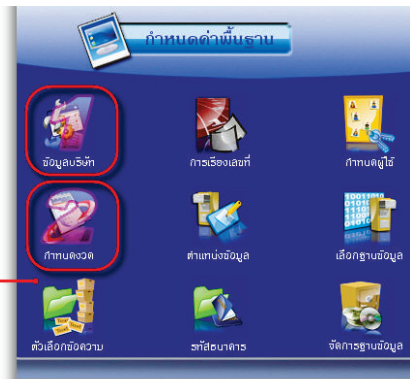 กำหนดค่าพื้นฐาน
ข้อมูลบริษัท
การเรียงเลขที่
กำหนดผู้ใช้
กำหนดงวด
ตำแหน่งข้อมูล
เลือกฐานข้อมูล
ตัวเลือกข้อความ
รหัสธนาคาร
จัดการฐานข้อมูล